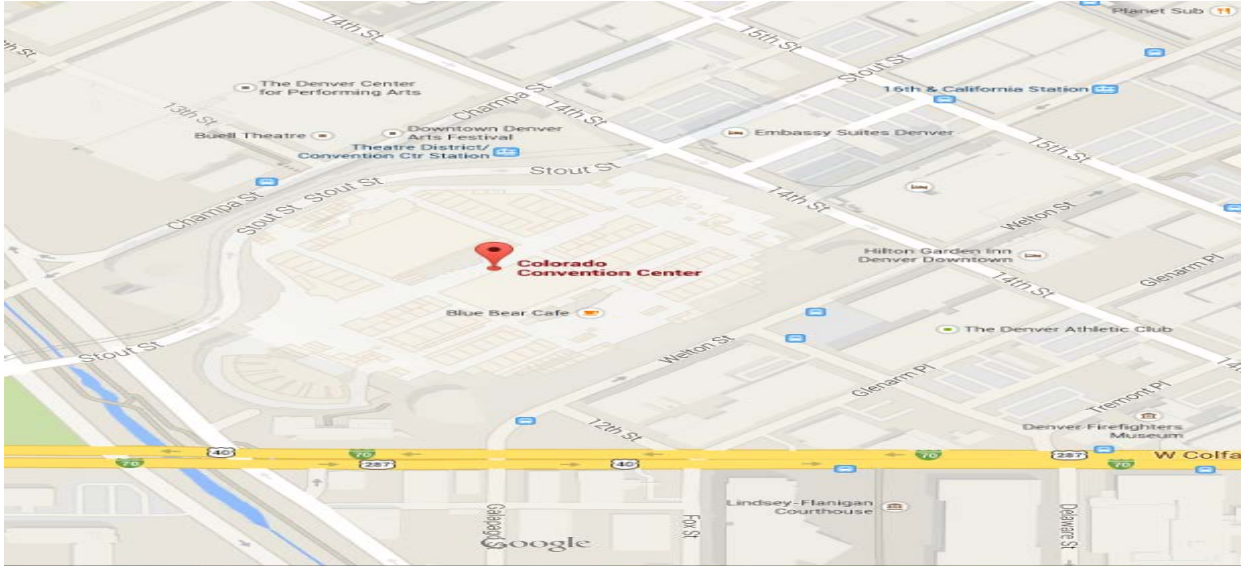 Planet Sub
14th St
15th St
th St
Stout St
The Denver Center
for Performing Arts
16th & California Station
Champa St
13th St
14th St
Buell Theatre
Downtown Denver
Arts Festival
Embassy Suites Denver
Theatre District/
Convention Ctr Station
15th St
Stout St
Stout St
Champa St
Stout St
14th St
Welton St
Hilton Garden Inn
Denver Downtown
Colorado
Convention Center
Glenarm Pl
14th St
Blue Bear Cafe
The Denver Athletic Club
Stout St
Welton St
14th
Glenarm Pl
Tremont Pl
12th St
Denver Firefighters
Museum
40
70
70
287
W Colfa
70
287
40
70
Lindsey-Flanigan
Courthouse
Galapago St
Fox St
Delaware St
Google